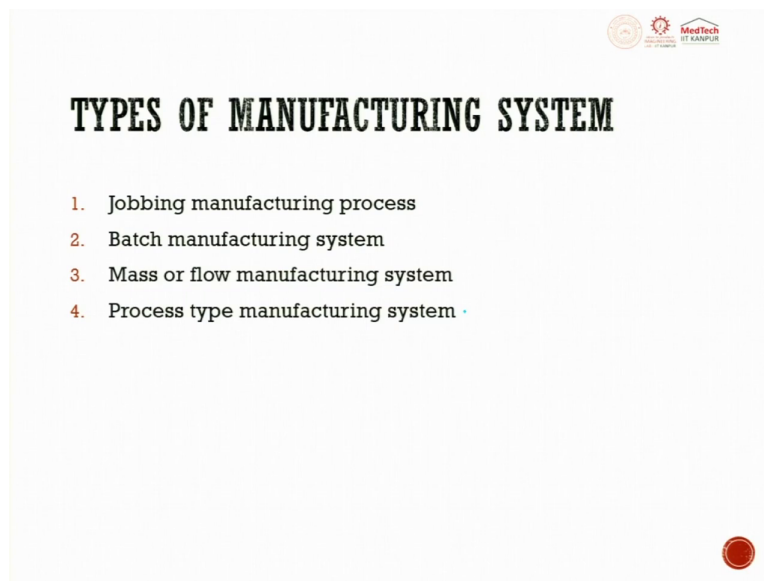 MedTech
IIT KANPUR
TYPES OF MANUFACTURING SYSTEM
1. Jobbing manufacturing process
2. Batch manufacturing system
3. Mass or flow manufacturing system
4. Process type manufacturing system